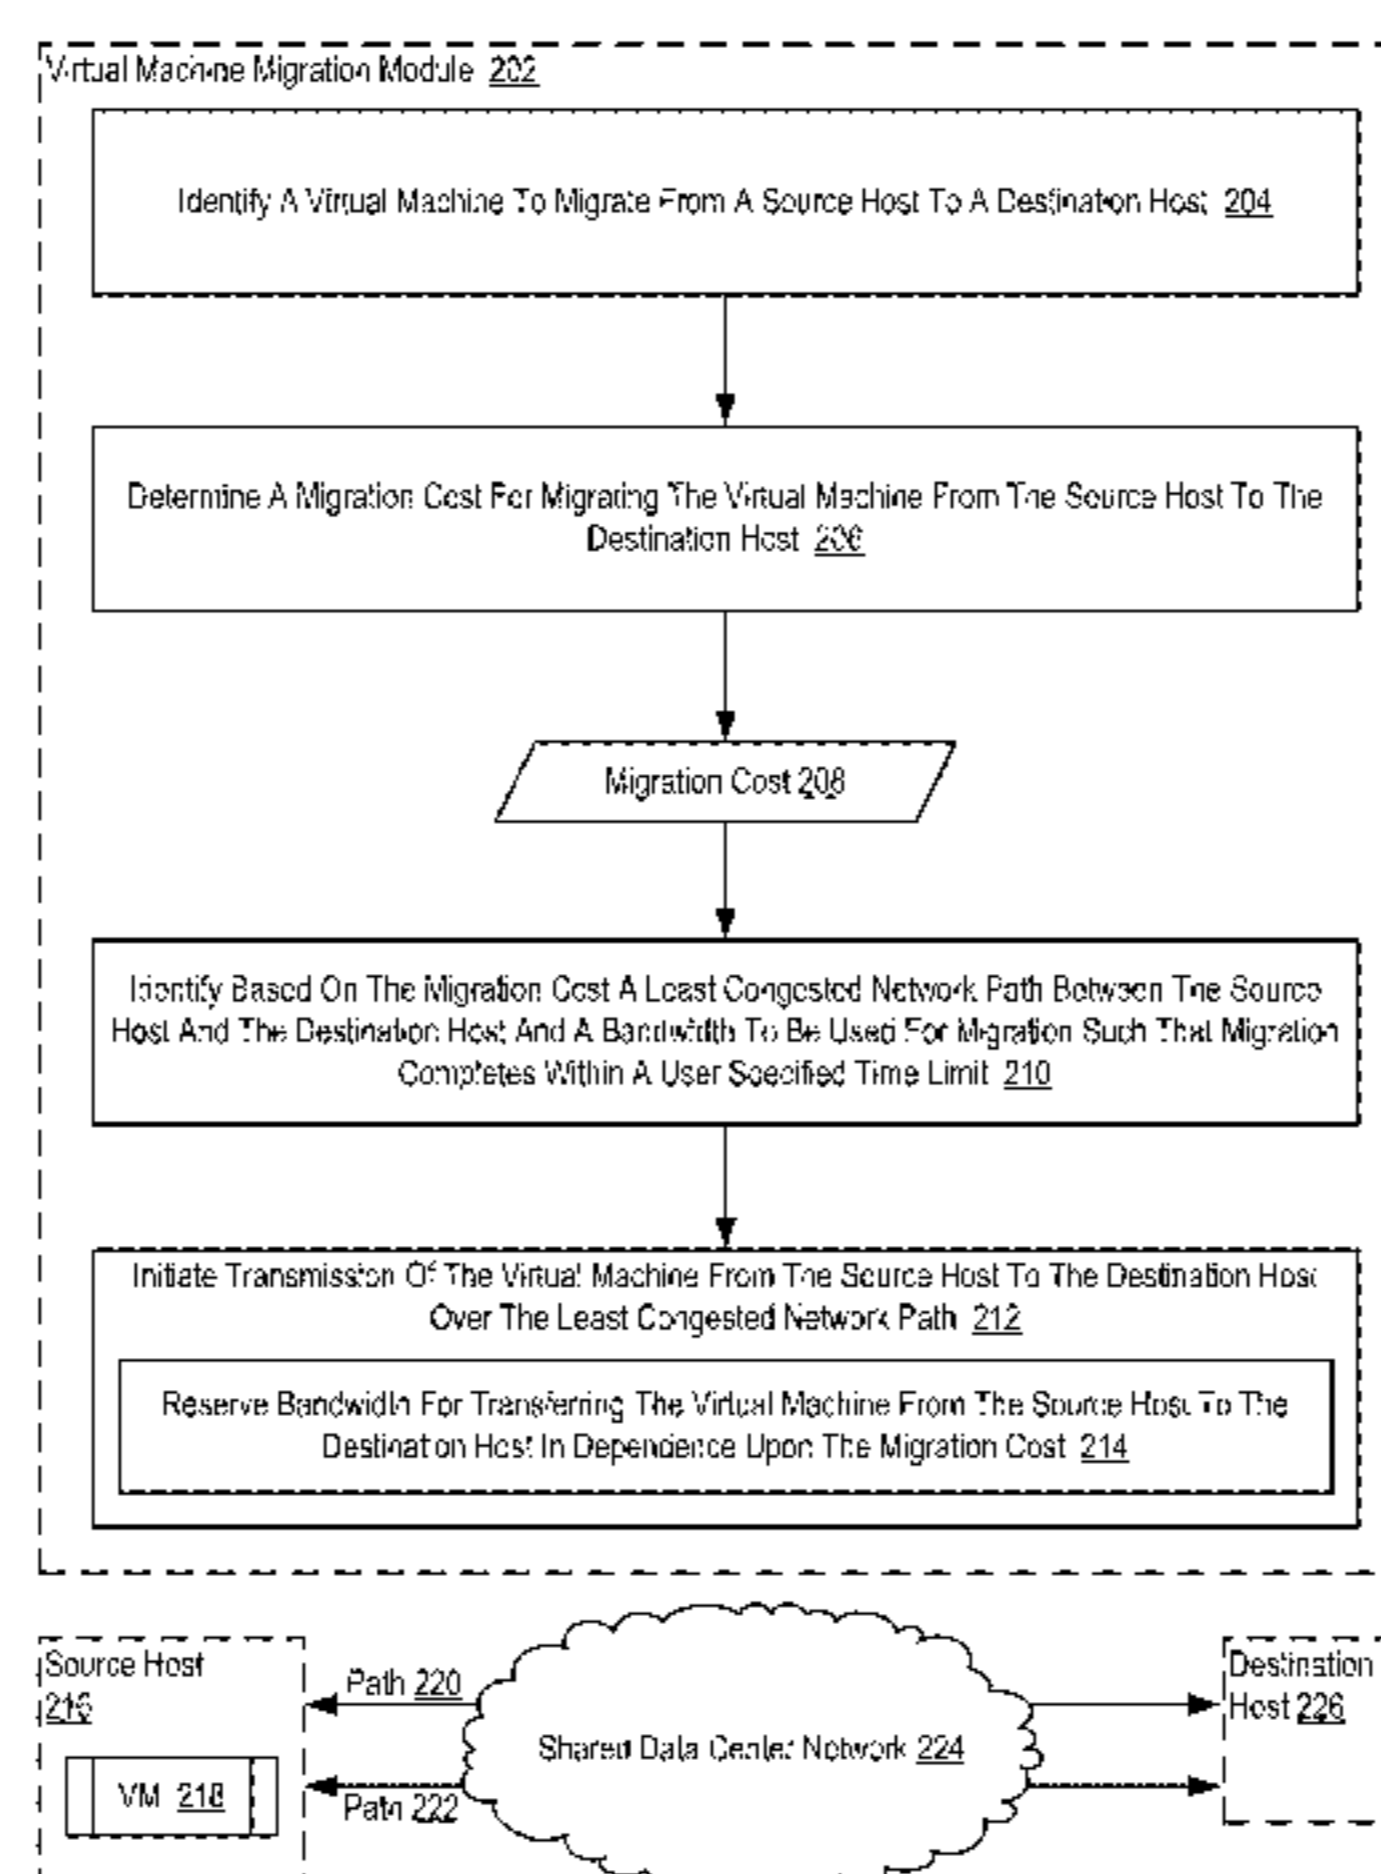 Virtual Machine Migration Module 202
Identify A Virtual Machine To Migrate From A Source Host To A Destination Host 204
Determine A Migration Cost For Migrating The Virtual Machine From The Source Host To The
Destination Host 206
Migration Cost 208
Identify Based On The Migration Cost A Least Congested Network Path Between The Source
Host And The Destination Host And A Bandwidth To Be Used For Migration Such That Migration
Completes Within A User Specified Time Limit 210
Initiate Transmission Of The Virtual Machine From The Source Host To The Destination Host
Over The Least Congested Network Path 212
Reserve Bandwidth For Transferring The Virtual Machine From The Source Host To The
Destination Host In Dependence Upon The Migration Cost 214
Source Host
216
Path 220
Shared Data Center Network 224
Destination
Host 226
VM 218
Path 222